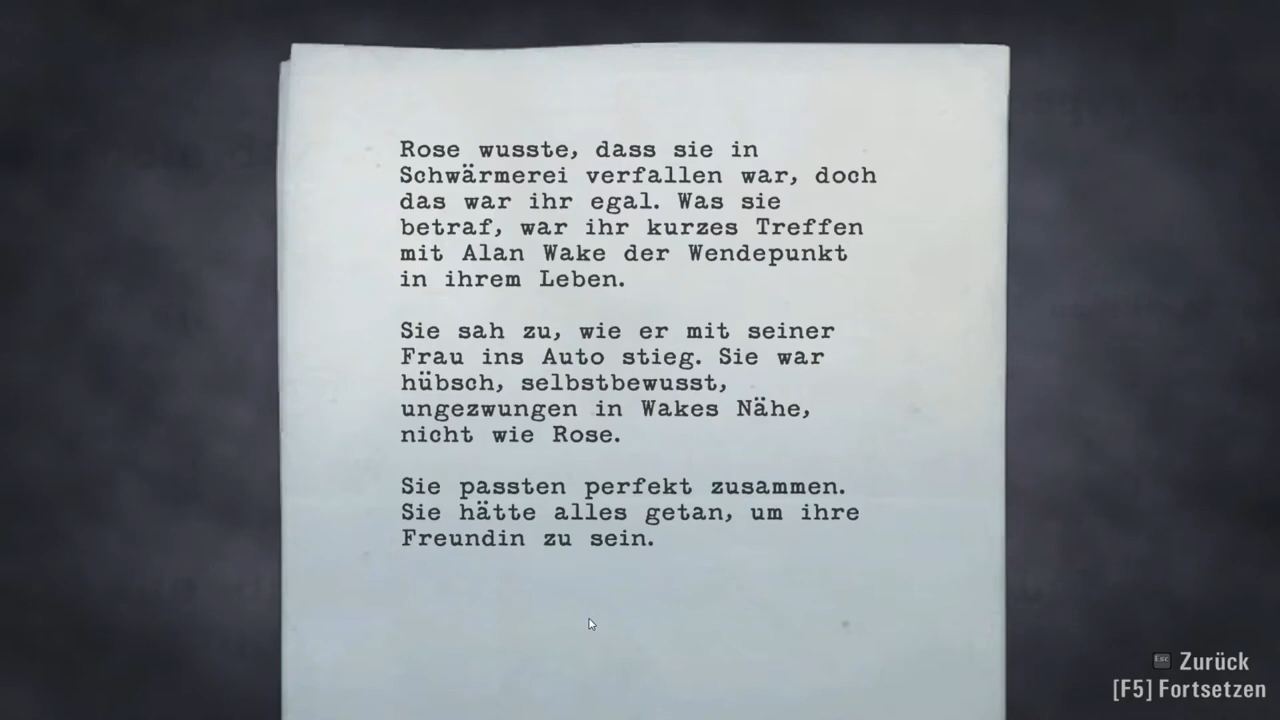 Rose wusste, dass sie in
Schwärmerei verfallen war, doch
das war ihr egal. Was sie
betraf, war ihr kurzes Treffen
mit Alan Wake der Wendepunkt
in ihrem Leben.
Sie sah zu, wie er mit seiner
Frau ins Auto stieg. Sie war
hübsch, selbstbewusst,
ungezwungen in Wakes Nähe,
nicht wie Rose.
Sie passten perfekt zusammen.
Sie hätte alles getan, um ihre
Freundin zu sein.
Esc Zurück
[F5] Fortsetzen